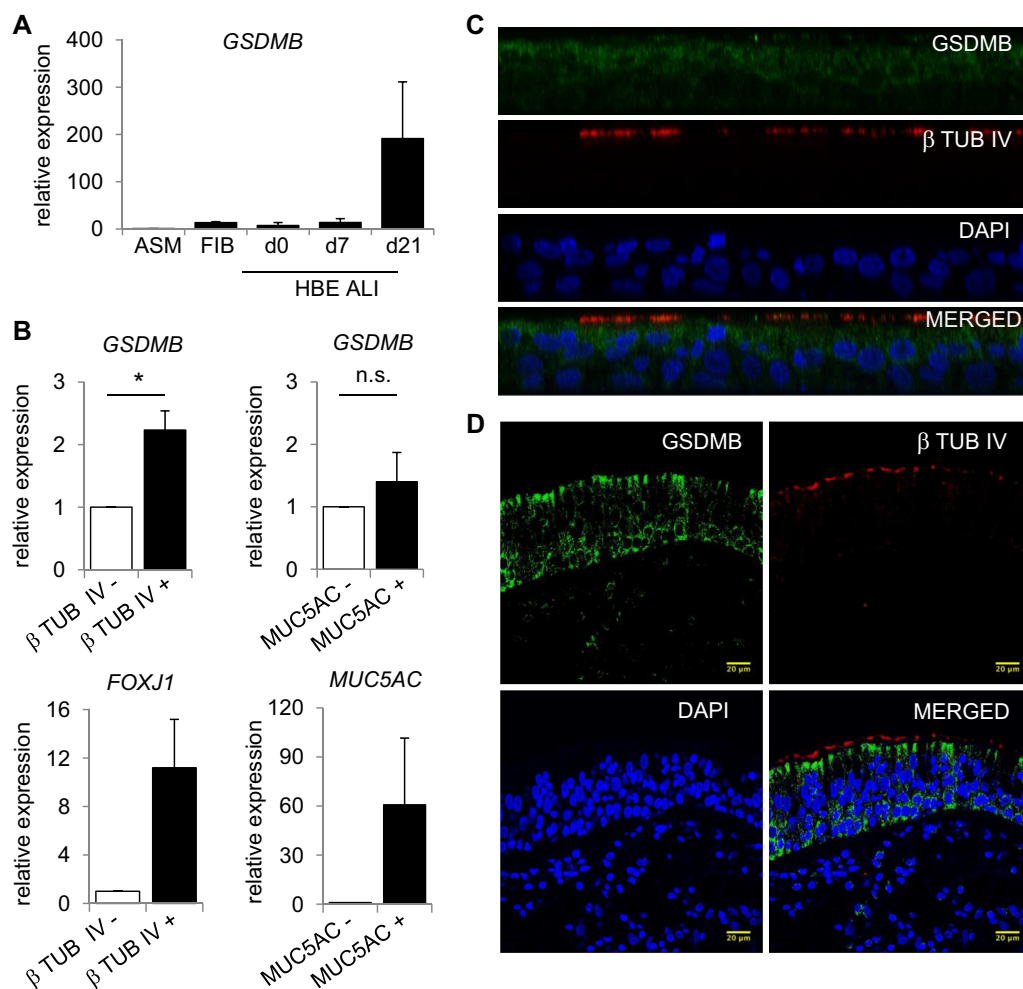 A
GSDMB
relative expression
400
300
200
100
0
ASM FIB d0 d7 d21
HBE ALI
B
GSDMB
relative expression
3
2
1
0
*
β TUB IV -
β TUB IV +
GSDMB
relative expression
3
2
1
0
n.s.
MUC5AC -
MUC5AC +
FOXJ1
relative expression
16
12
8
4
0
β TUB IV -
β TUB IV +
MUC5AC
relative expression
120
90
60
30
0
MUC5AC -
MUC5AC +
C
GSDMB
β TUB IV
DAPI
MERGED
D
GSDMB
20 μm
β TUB IV
20 μm
DAPI
20 μm
MERGED
20 μm